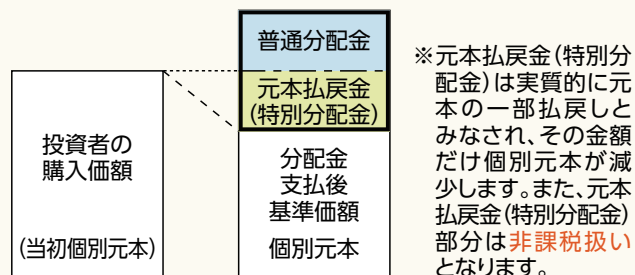 普通分配金
元本払戻金
(特別分配金)
投資者の
購入価額
(当初個別元本)
分配金
支払後
基準価額
個別元本
※元本払戻金(特別分
配金)は実質的に元
本の一部払戻しと
みなされ、その金額
だけ個別元本が減
少します。また、元本
払戻金(特別分配金)
部分は非課税扱い
となります。